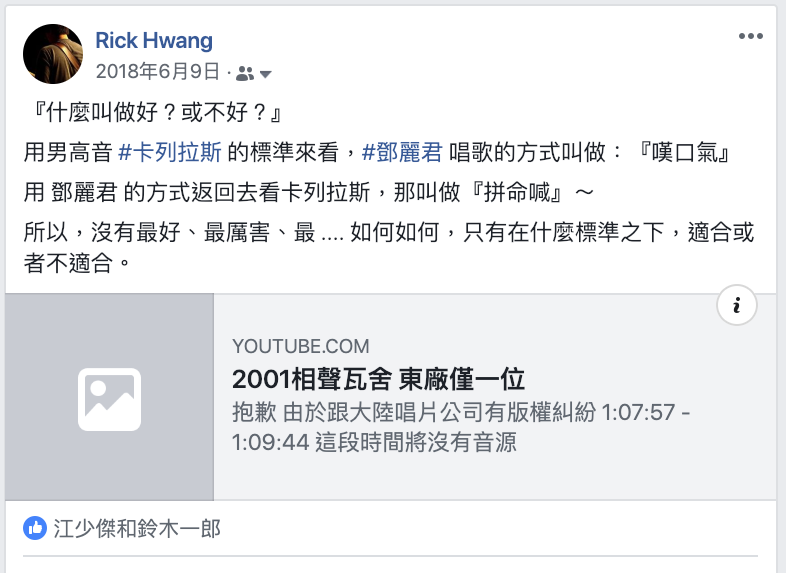 Rick Hwang
2018年6月9日 ·
『什麼叫做好？或不好？』
用男高音 #卡列拉斯 的標準來看，#鄧麗君 唱歌的方式叫做：『嘆口氣』
用 鄧麗君 的方式返回去看卡列拉斯，那叫做『拼命喊』～
所以，沒有最好、最厲害、最 .... 如何如何，只有在什麼標準之下，適合或
者不適合。
i
YOUTUBE.COM
2001相聲瓦舍 東廠僅一位
抱歉 由於跟大陸唱片公司有版權糾紛 1:07:57 -
1:09:44 這段時間將沒有音源
江少傑和鈴木一郎